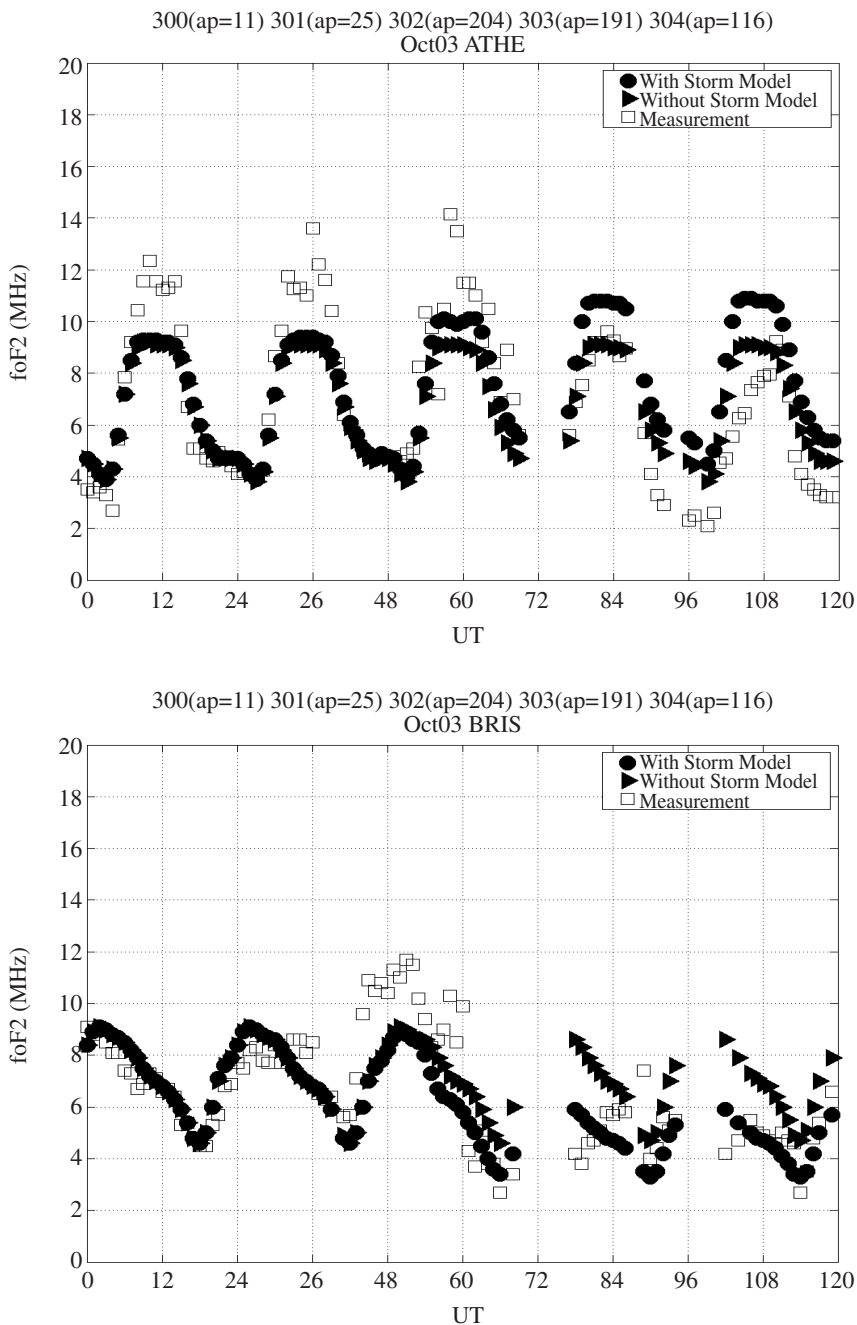 300(ap=11) 301(ap=25) 302(ap=204) 303(ap=191) 304(ap=116)
Oct03 ATHE
With Storm Model
Without Storm Model
Measurement
foF2 (MHz)
20
18
16
14
12
10
8
6
4
2
0
0 12 24 36 48 60 72 84 96 108 120
UT
300(ap=11) 301(ap=25) 302(ap=204) 303(ap=191) 304(ap=116)
Oct03 BRIS
With Storm Model
Without Storm Model
Measurement
foF2 (MHz)
20
18
16
14
12
10
8
6
4
2
0
0 12 24 36 48 60 72 84 96 108 120
UT